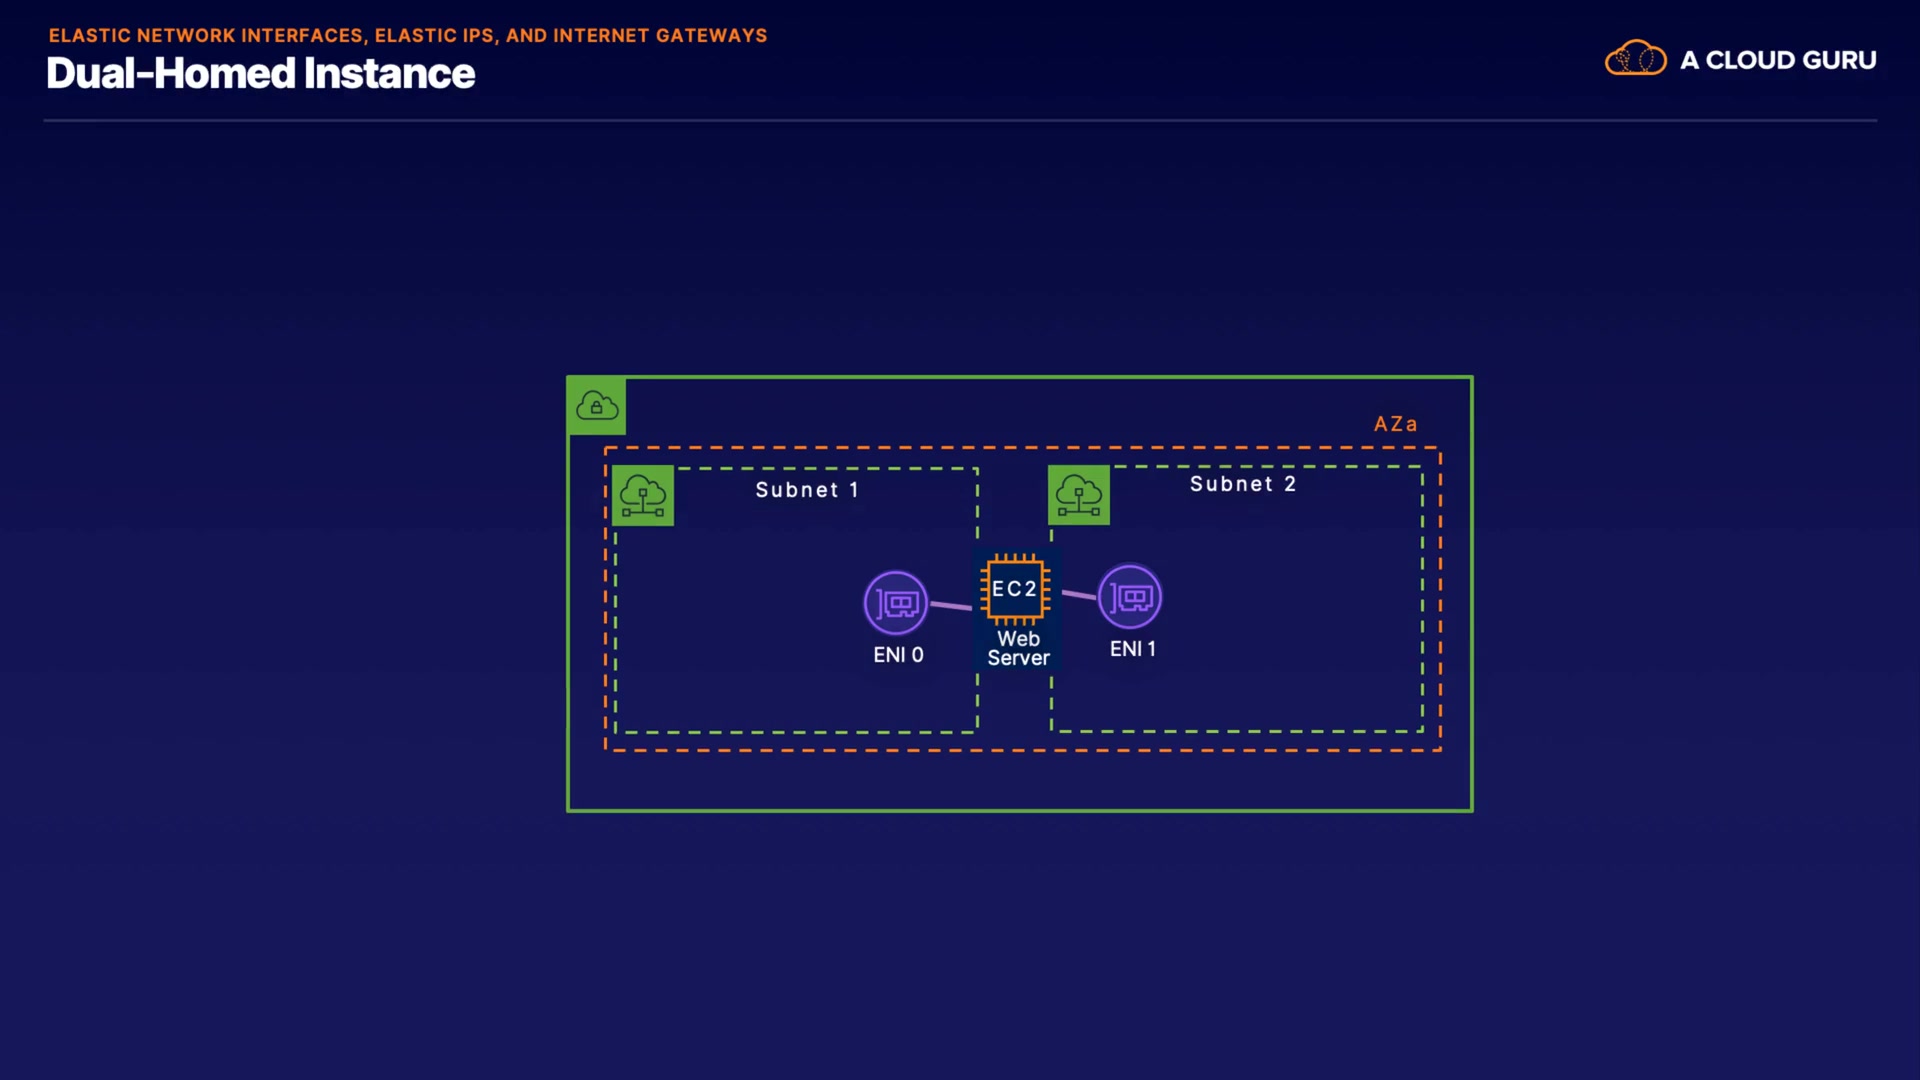 ELASTIC NETWORK INTERFACES, ELASTIC IPS, AND INTERNET GATEWAYS
Dual-Homed Instance
A CLOUD GURU
AZa
Subnet 1
Subnet 2
EC2
Web
Server
ENI 0
ENI 1